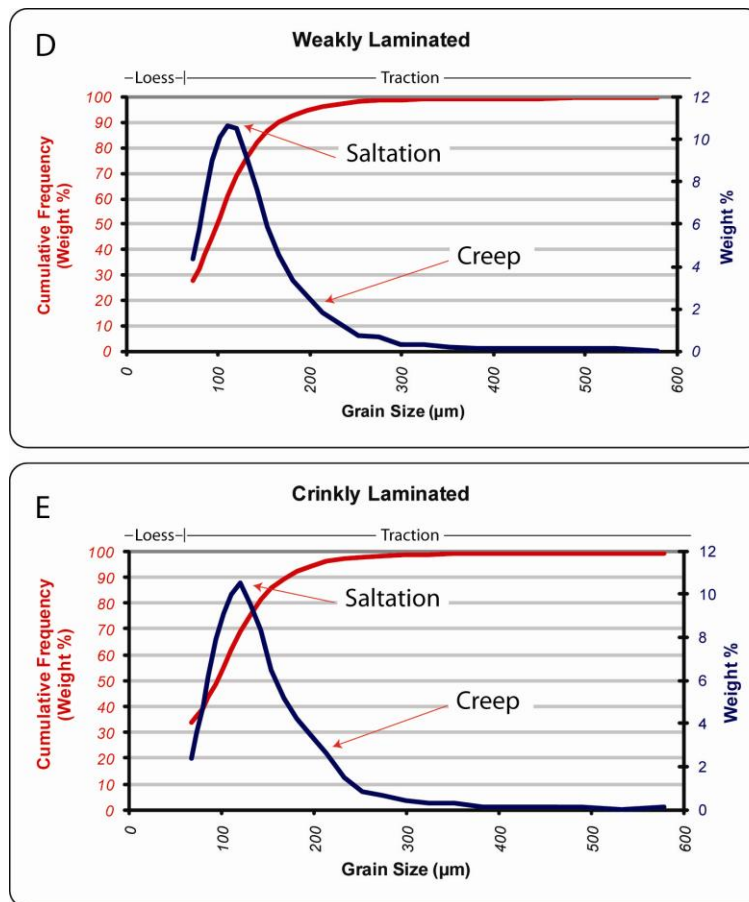 D
Weakly Laminated
Loess
Traction
Cumulative Frequency
(Weight %)
100
90
80
70
60
50
40
30
20
10
0
12
10
8
6
4
2
0
Weight %
Saltation
Creep
0
100
200
300
400
500
600
Grain Size (µm)
E
Crinkly Laminated
Loess
Traction
Cumulative Frequency
(Weight %)
100
90
80
70
60
50
40
30
20
10
0
12
10
8
6
4
2
0
Weight %
Saltation
Creep
0
100
200
300
400
500
600
Grain Size (µm)